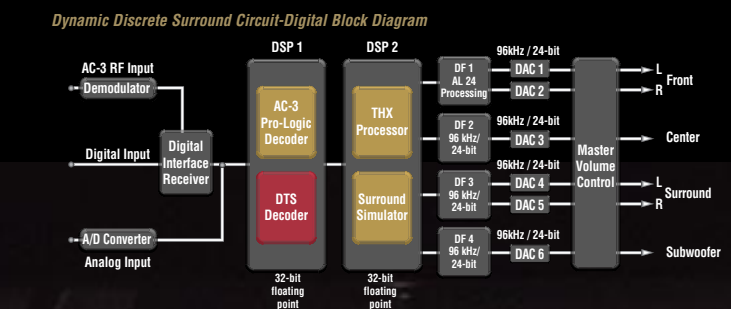 Dynamic Discrete Surround Circuit-Digital Block Diagram
DSP 1
DSP 2
96kHz / 24-bit
AC-3 RF Input
Demodulator
Digital Input
Digital
Interface
Receiver
A/D Converter
Analog Input
AC-3
Pro-Logic
Decoder
DTS
Decoder
32-bit
floating
point
THX
Processor
Surround
Simulator
32-bit
floating
point
DF 1
AL 24
Processing
DAC 1
DAC 2
DF 2
96 kHz/
24-bit
96kHz / 24-bit
DAC 3
DF 3
96 kHz/
24-bit
96kHz / 24-bit
DAC 4
DAC 5
DF 4
96 kHz/
24-bit
96kHz / 24-bit
DAC 6
Master
Volume
Control
L
Front
R
Center
L
Surround
R
Subwoofer